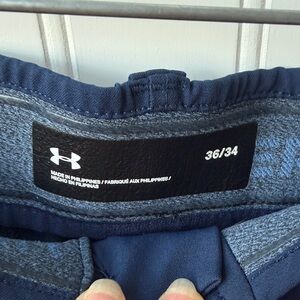 36/34
MADE IN PHILIPPINES / FABRIQUÉ AUX PHILIPPINES /
HECHO EN FILIPINAS